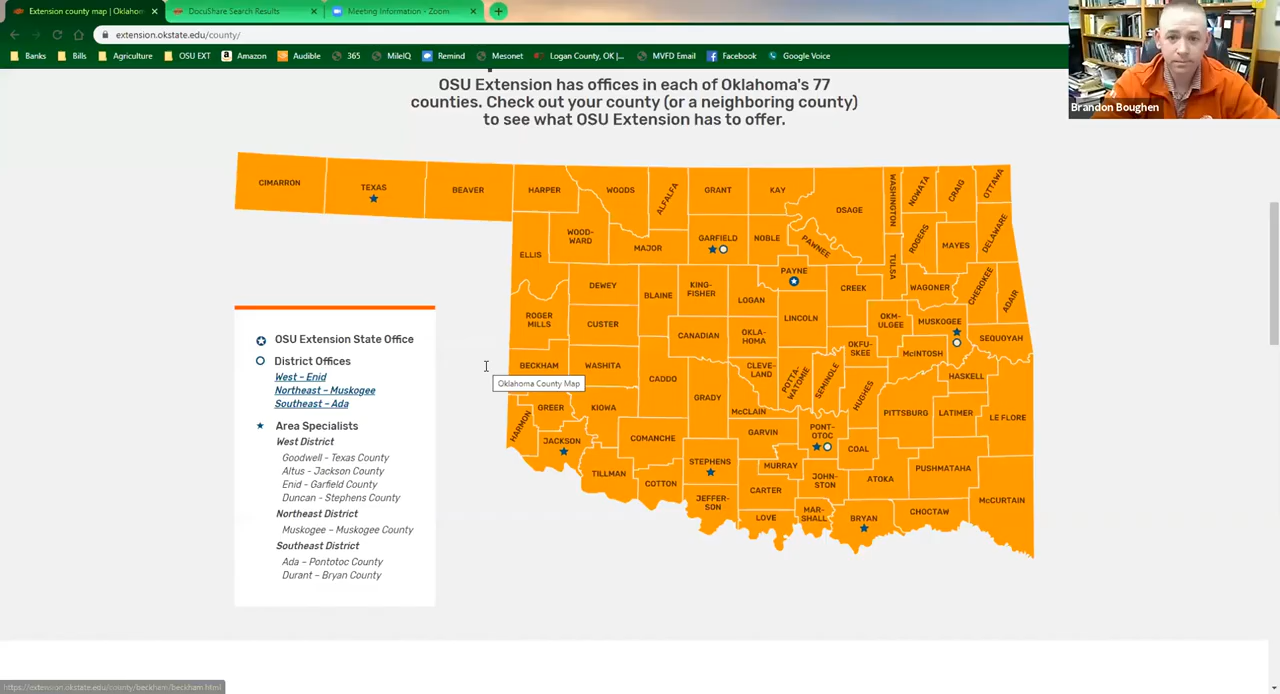 Extension county map | Oklahom
DocuShare Search Results
Meeting Information - Zoom
extension.okstate.edu/county/
Banks
Bills
Agriculture
OSU EXT
Amazon
Audible
365
MileIQ
Remind
Mesonet
Logan County, OK |...
MVFD Email
Facebook
Google Voice
Brandon Boughen
OSU Extension has offices in each of Oklahoma's 77
counties. Check out your county (or a neighboring county)
to see what OSU Extension has to offer.
CIMARRON
TEXAS
BEAVER
HARPER
WOODS
ALFALFA
GRANT
KAY
OSAGE
WASHINGTON
NOWATA
CRAIG
OTTAWA
ELLIS
WOOD-
WARD
MAJOR
GARFIELD
NOBLE
PAWNEE
TULSA
ROGERS
MAYES
DELAWARE
DEWEY
BLAINE
KING-
FISHER
LOGAN
PAYNE
CREEK
WAGONER
CHEROKEE
ADAIR
ROGER
MILLS
CUSTER
CANADIAN
OKLA-
HOMA
LINCOLN
OKM-
ULGEE
MUSKOGEE
SEQUOYAH
OKFU-
SKEE
McINTOSH
BECKHAM
WASHITA
CADDO
CLEVE-
LAND
POTTA-
WATOMIE
SEMINOLE
HUGHES
HASKELL
Oklahoma County Map
HARMON
GREER
KIOWA
GRADY
McCLAIN
PITTSBURG
LATIMER
LE FLORE
JACKSON
COMANCHE
GARVIN
PONT-
OTOC
COAL
TILLMAN
COTTON
STEPHENS
MURRAY
JOHN-
STON
ATOKA
PUSHMATAHA
JEFFER-
SON
CARTER
LOVE
MAR-
SHALL
BRYAN
CHOCTAW
McCURTAIN
OSU Extension State Office
District Offices
West – Enid
Northeast – Muskogee
Southeast – Ada
Area Specialists
West District
Goodwell - Texas County
Altus - Jackson County
Enid - Garfield County
Duncan - Stephens County
Northeast District
Muskogee – Muskogee County
Southeast District
Ada – Pontotoc County
Durant – Bryan County
https://extension.okstate.edu/county/beckham/beckham.html